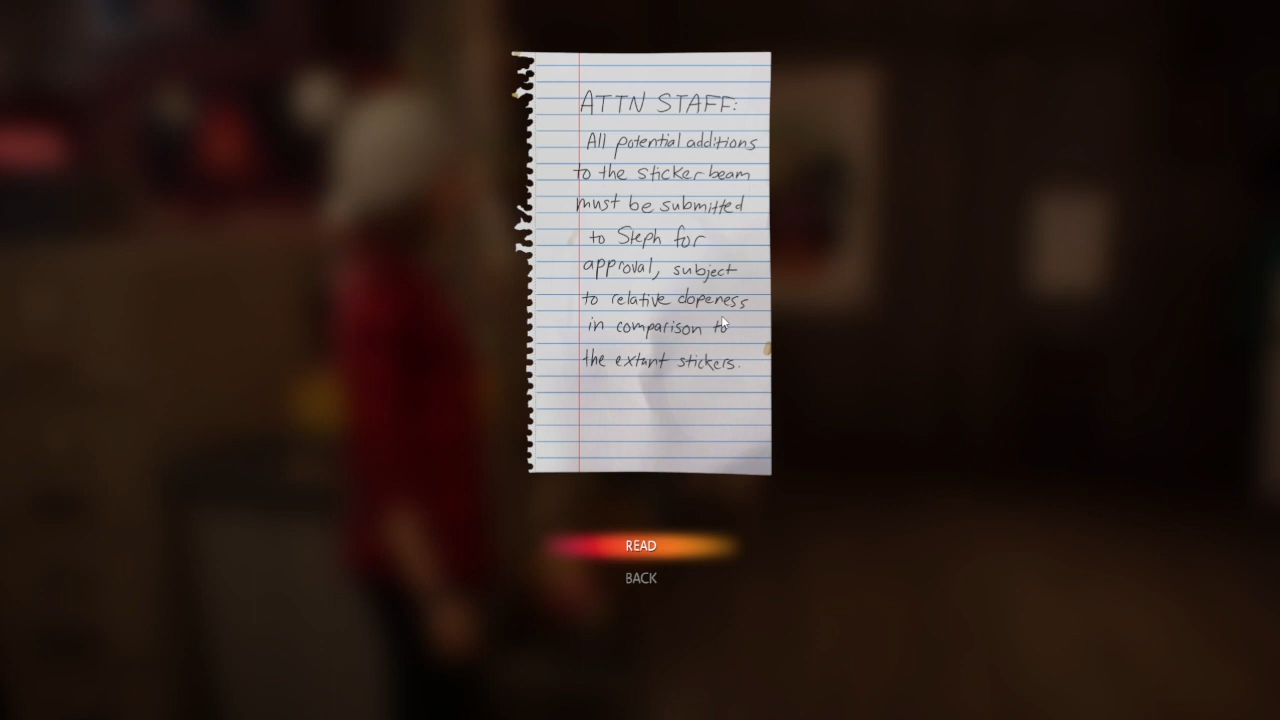 ATTN STAFF:
All potential additions
to the sticker beam
must be submitted
to Steph for
approval, subject
to relative dopeness
in comparison to
the extant stickers.
READ
BACK